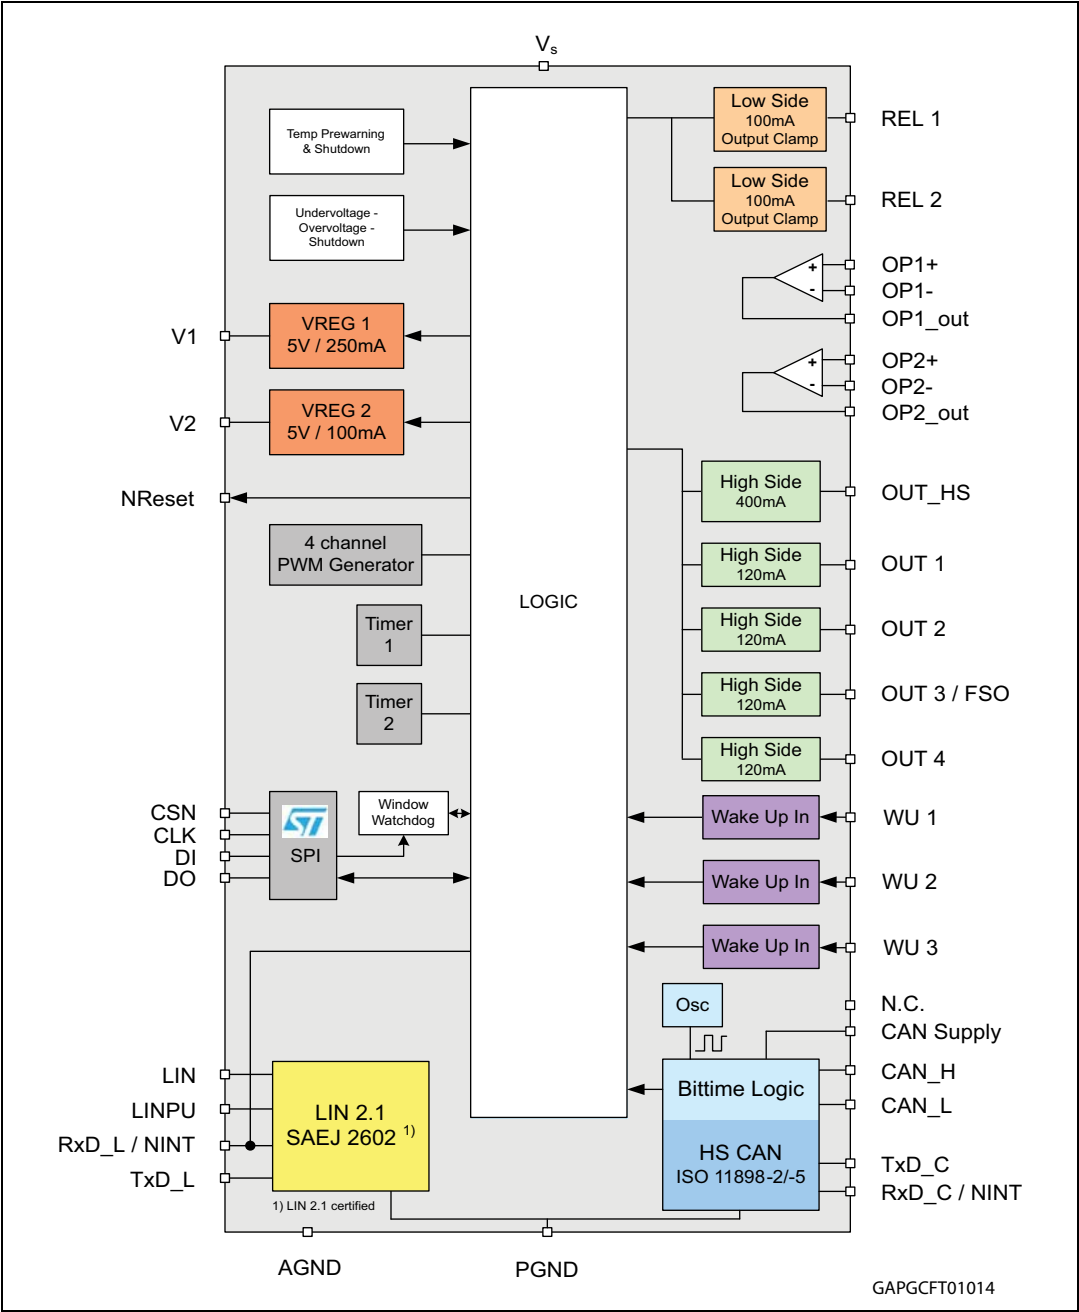 Vs
Temp Prewarning
& Shutdown
Undervoltage -
Overvoltage -
Shutdown
V1
VREG 1
5V / 250mA
V2
VREG 2
5V / 100mA
NReset
4 channel
PWM Generator
Timer
1
Timer
2
CSN
CLK
DI
DO
ST
SPI
Window
Watchdog
LOGIC
LIN
LINPU
RxD_L / NINT
TxD_L
LIN 2.1
SAEJ 2602 1)
1) LIN 2.1 certified
AGND
PGND
Low Side
100mA
Output Clamp
REL 1
Low Side
100mA
Output Clamp
REL 2
+
-
OP1+
OP1-
OP1_out
+
-
OP2+
OP2-
OP2_out
High Side
400mA
OUT_HS
High Side
120mA
OUT 1
High Side
120mA
OUT 2
High Side
120mA
OUT 3 / FSO
High Side
120mA
OUT 4
Wake Up In
WU 1
Wake Up In
WU 2
Wake Up In
WU 3
Osc
N.C.
CAN Supply
Bittime Logic
CAN_H
CAN_L
HS CAN
ISO 11898-2/-5
TxD_C
RxD_C / NINT
GAPGCFT01014